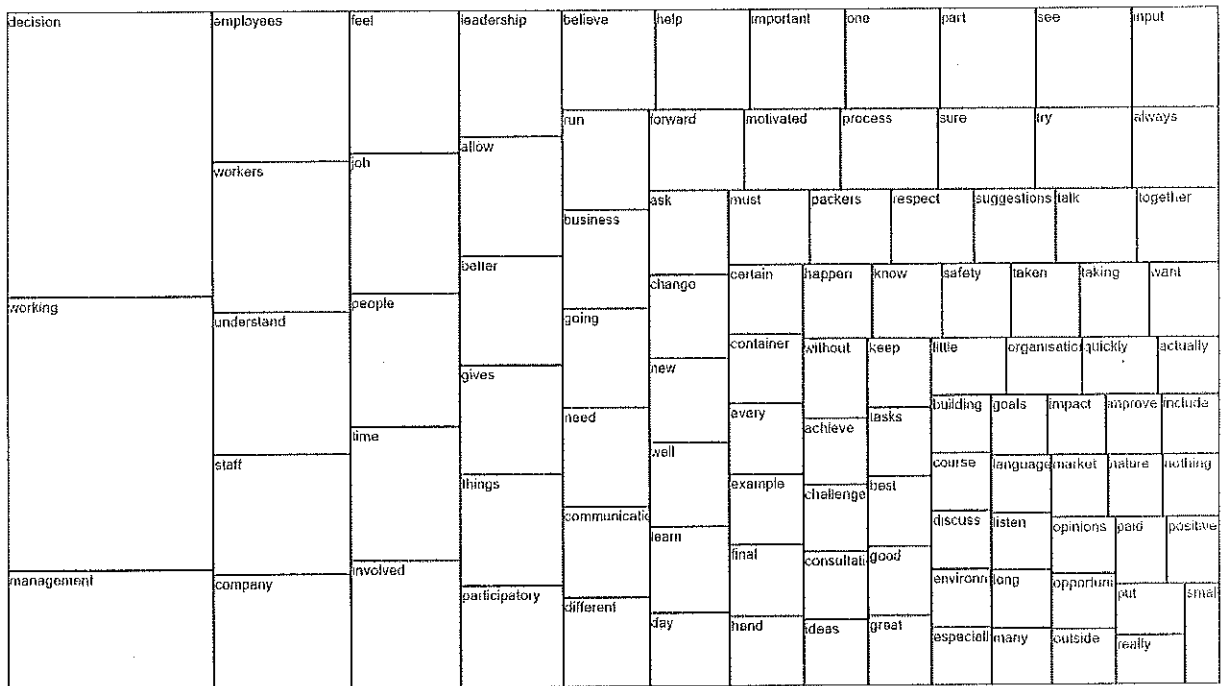 decision employees feel leadership believe help important one part see input
run forward motivated process sure try always
allow
job
workers
ask must packers respect suggestions talk together
business
better
certain happen know safety taken taking want
change
working people
understand going
container without keep little organisatic quickly actually
new
gives
building goals impact improve include
every need tasks
achieve
time
well
staff course language market nature nothing
things example best
challenge
communicati discuss listen opinions paid positive
learn
final consultati good
involved
management company environm long opportuni
participatory put smal
different
day hand ideas great especiall many outside
really